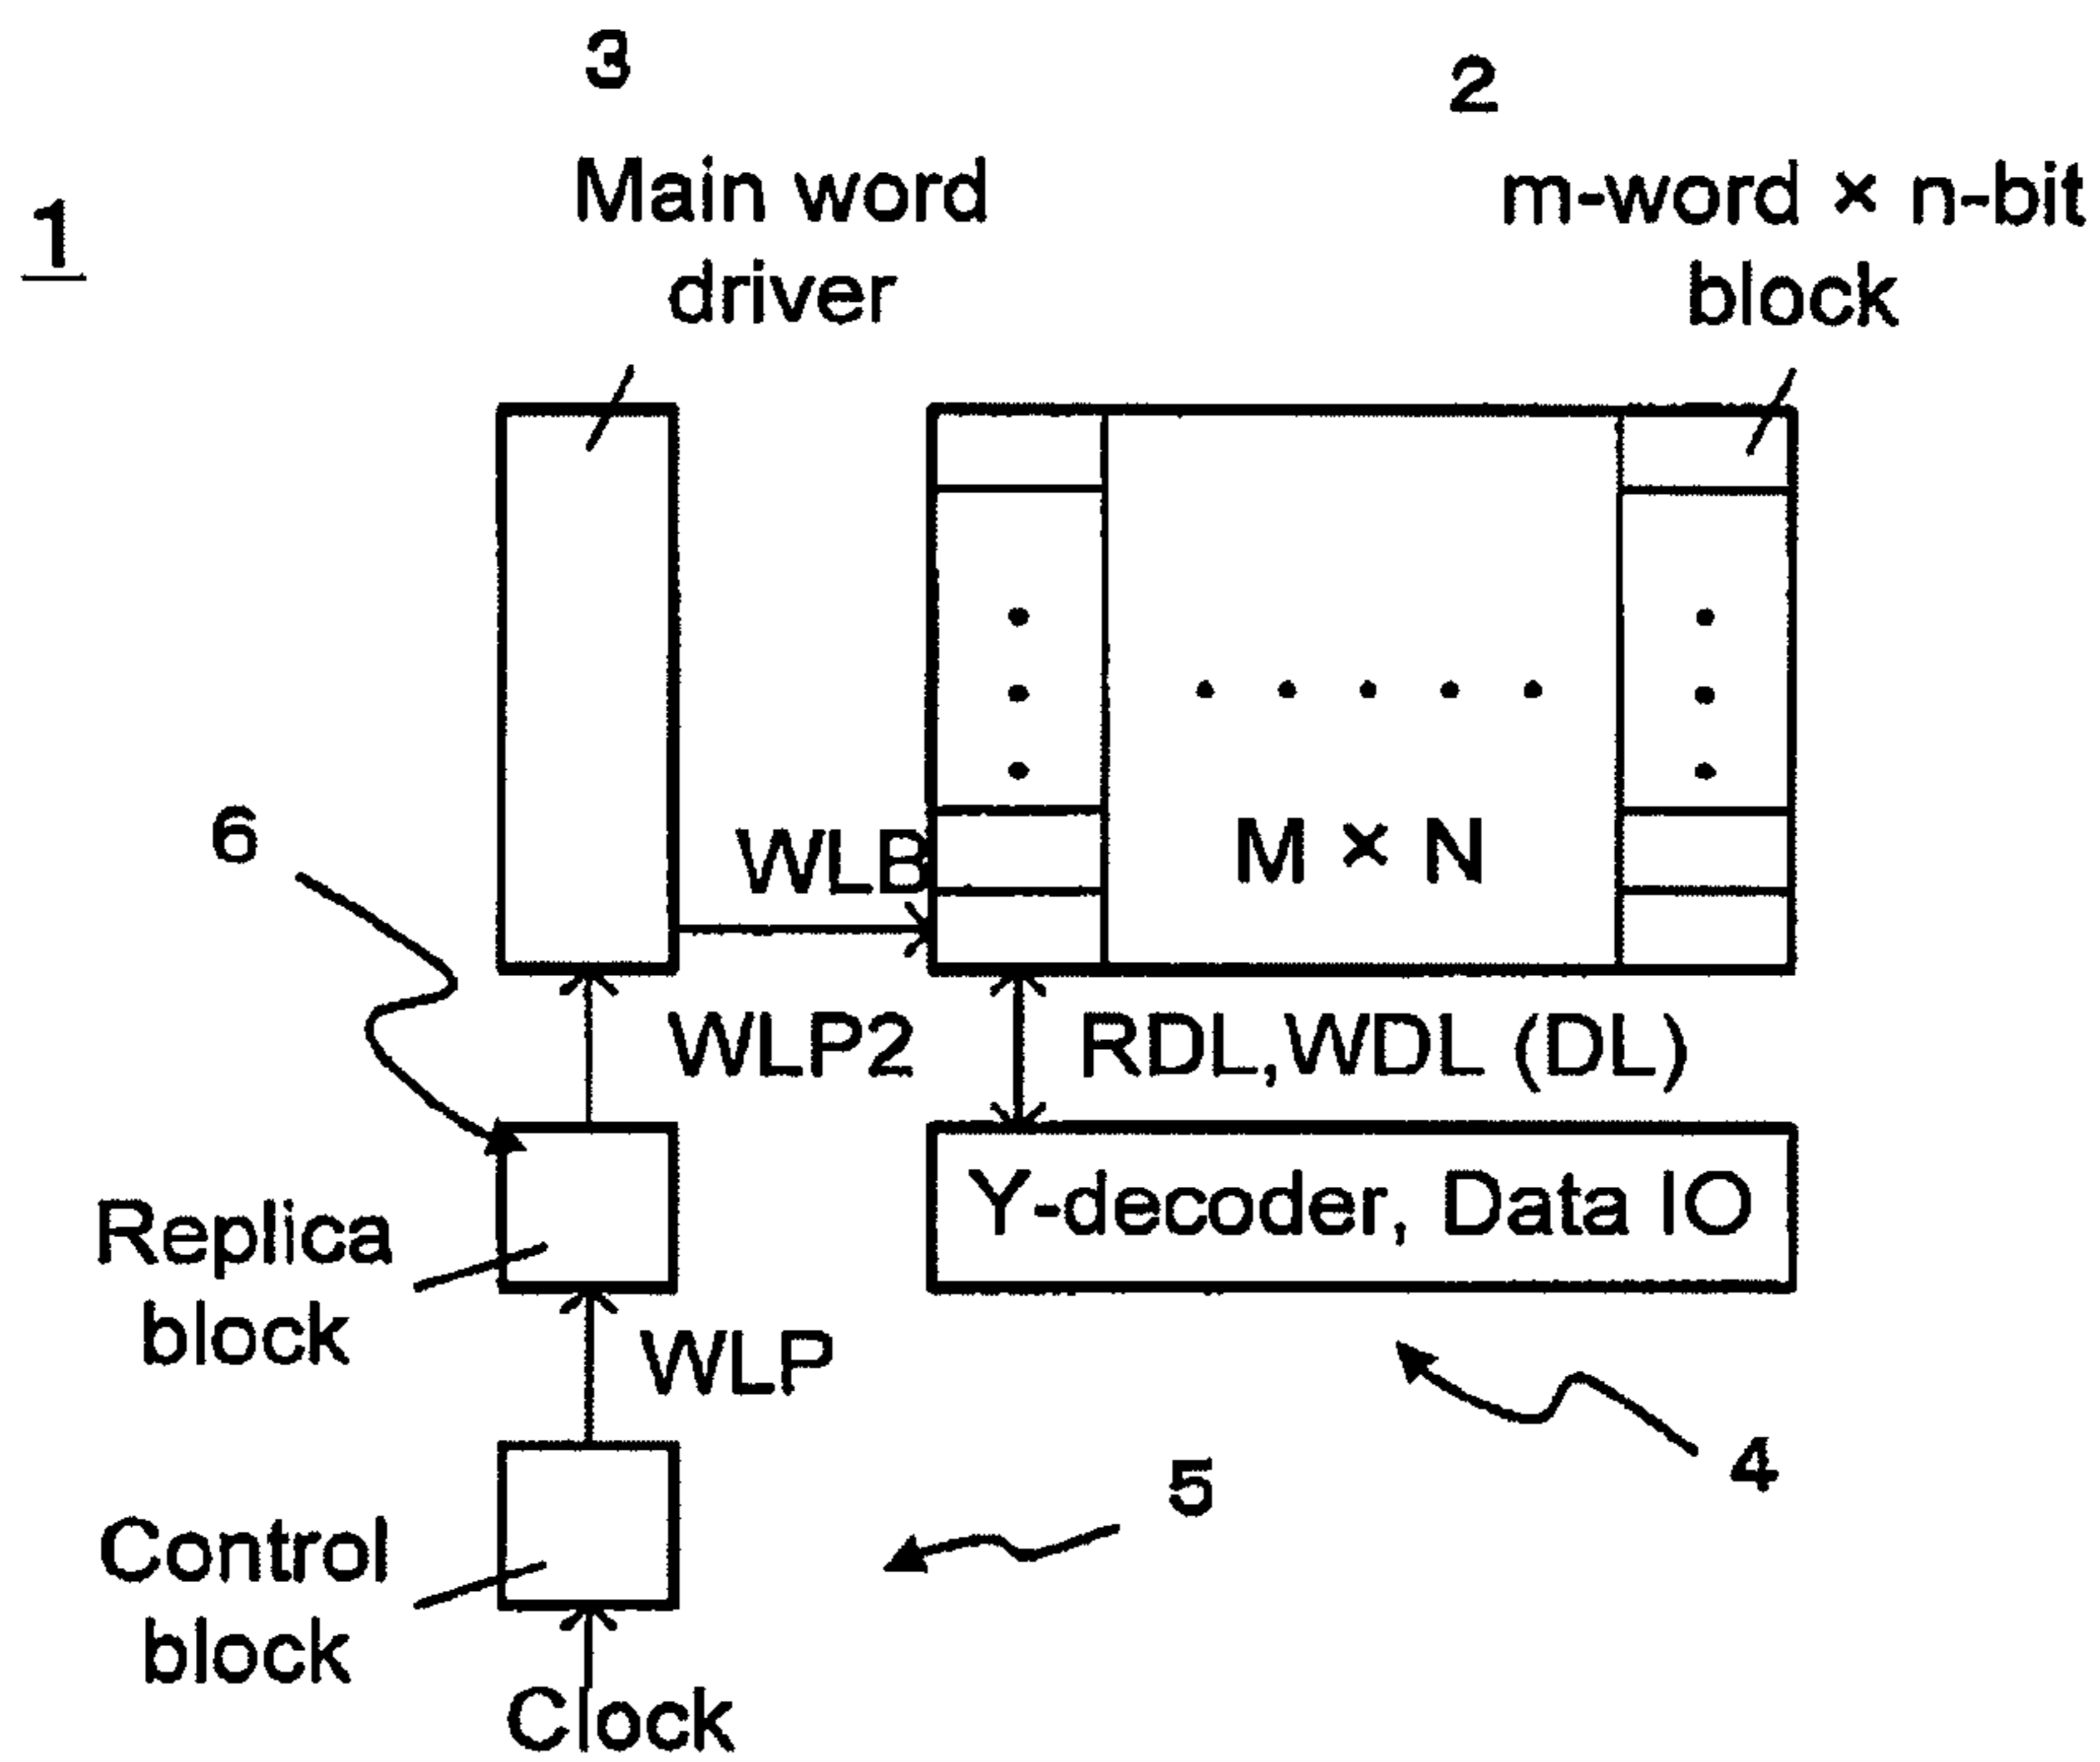 3
2
1
Main word
driver
m-word × n-bit
block
6
WLB
M × N
WLP2
RDL,WDL (DL)
Y-decoder, Data IO
Replica
block
WLP
4
5
Control
block
Clock